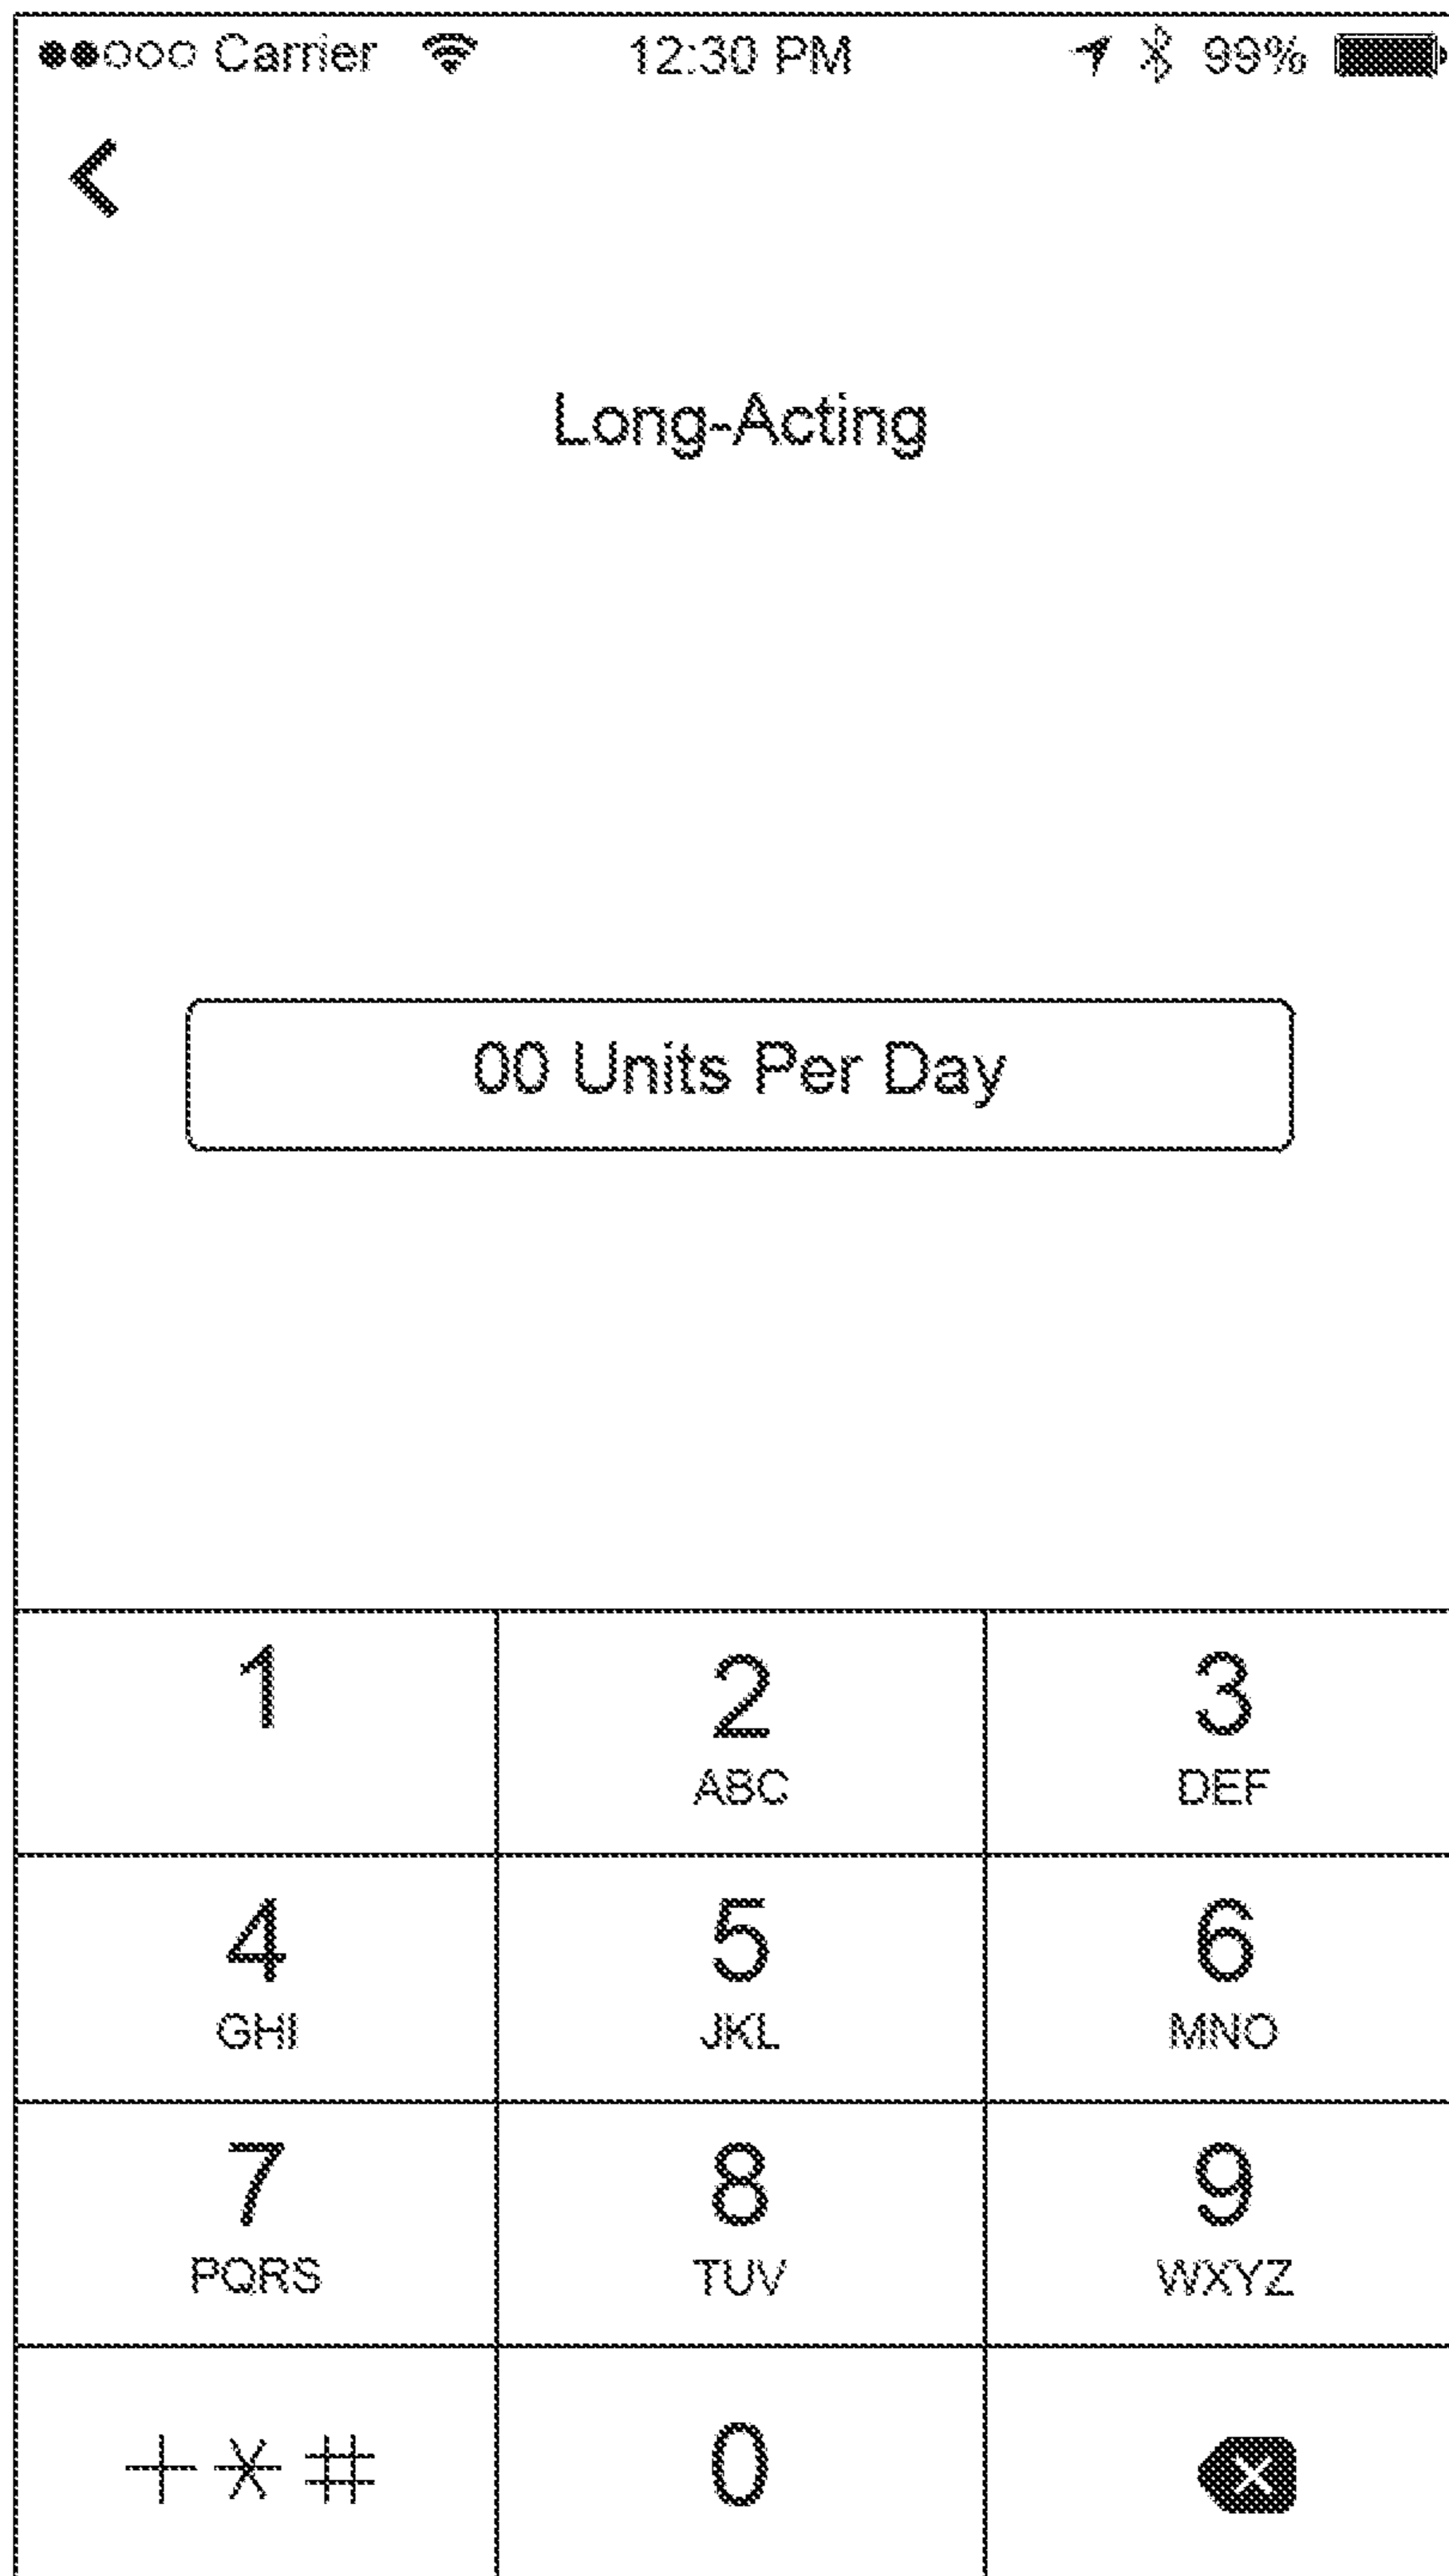 Carrier 12:30 PM 99%
Long-Acting
00 Units Per Day
1 2 3
ABC DEF
4 5 6
GHI JKL MNO
7 8 9
PQRS TUV WXYZ
+ * # 0